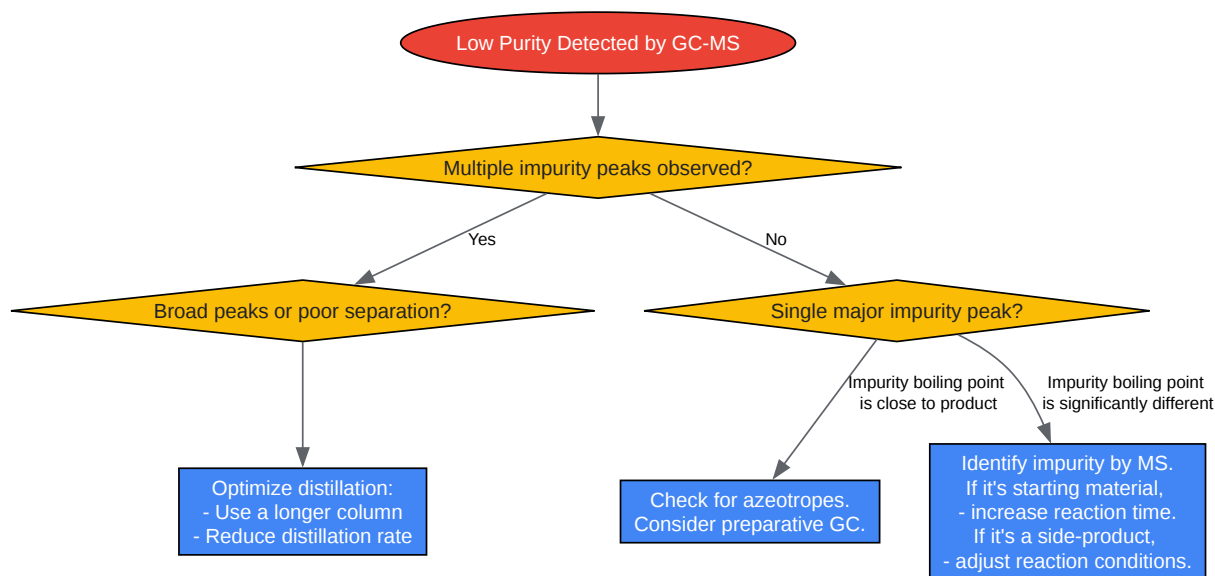 Low Purity Detected by GC-MS
Multiple impurity peaks observed?
Yes
No
Broad peaks or poor separation?
Single major impurity peak?
Impurity boiling point
is close to product
Impurity boiling point
is significantly different
Optimize distillation:
- Use a longer column
- Reduce distillation rate
Check for azeotropes.
Consider preparative GC.
Identify impurity by MS.
If it's starting material,
- increase reaction time.
If it's a side-product,
- adjust reaction conditions.